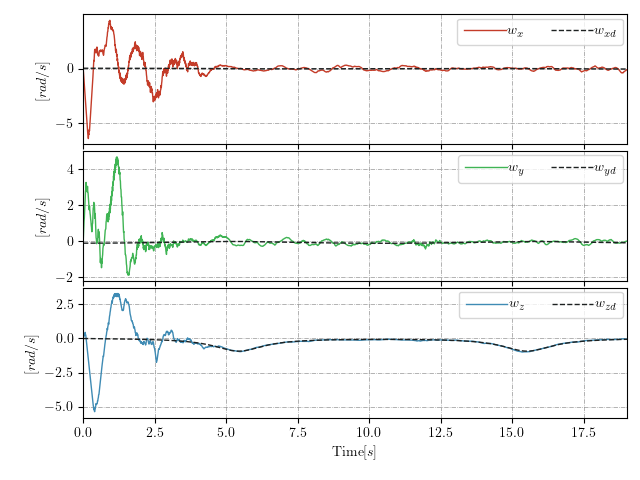 w_x w_xd
0
−5
[rad/s]
w_y w_yd
4
2
0
−2
[rad/s]
w_z w_zd
2.5
0.0
−2.5
−5.0
[rad/s]
0.0 2.5 5.0 7.5 10.0 12.5 15.0 17.5
Time[s]